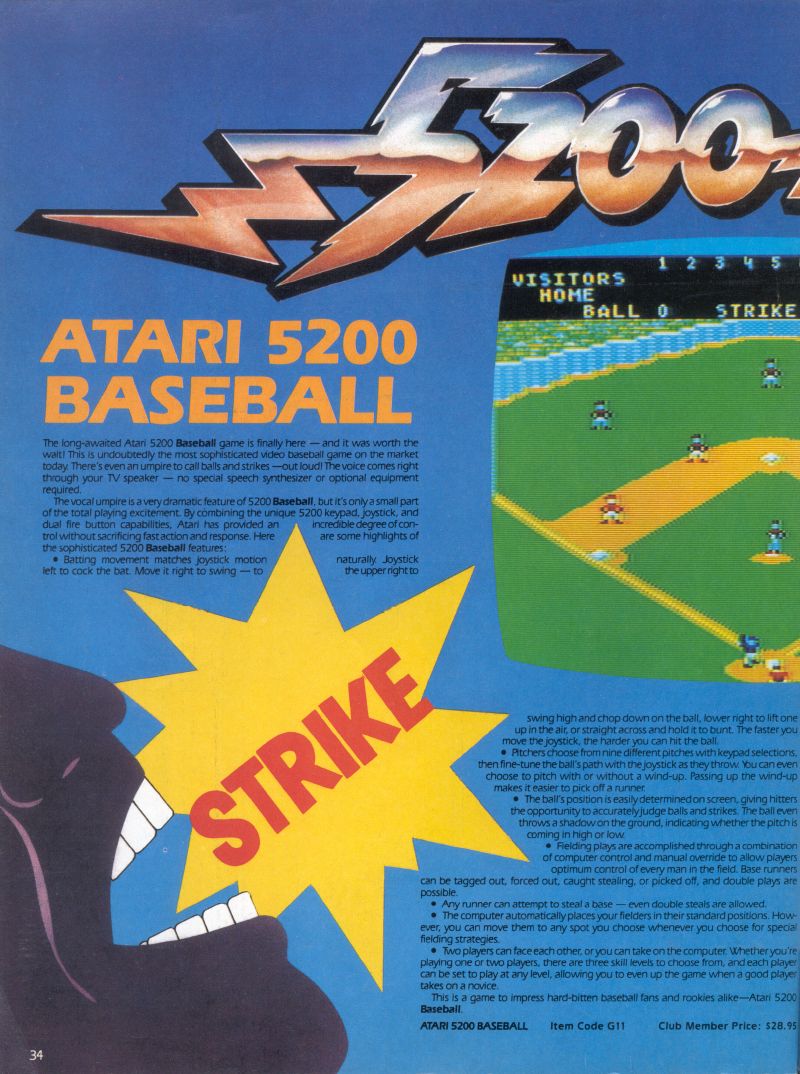 5200
1 2 3 4 5
VISITORS
HOME
BALL 0 STRIKE
ATARI 5200
BASEBALL
The long-awaited Atari 5200 Baseball game is finally here — and it was worth the
wait! This is undoubtedly the most sophisticated video baseball game on the market
today. There's even an umpire to call balls and strikes —out loud! The voice comes right
through your TV speaker — no special speech synthesizer or optional equipment
required.
The vocal umpire is a very dramatic feature of 5200 Baseball, but it's only a small part
of the total playing excitement. By combining the unique 5200 keypad, joystick, and
dual fire button capabilities, Atari has provided an incredible degree of con-
trol without sacrificing fast action and response. Here are some highlights of
the sophisticated 5200 Baseball features:
• Batting movement matches joystick motion naturally. Joystick
left to cock the bat. Move it right to swing — to the upper right to
STRIKE
swing high and chop down on the ball, lower right to lift one
up in the air, or straight across and hold it to bunt. The faster you
move the joystick, the harder you can hit the ball.
• Pitchers choose from nine different pitches with keypad selections,
then fine-tune the ball's path with the joystick as they throw. You can even
choose to pitch with or without a wind-up. Passing up the wind-up
makes it easier to pick off a runner.
• The ball's position is easily determined on screen, giving hitters
the opportunity to accurately judge balls and strikes. The ball even
throws a shadow on the ground, indicating whether the pitch is
coming in high or low.
• Fielding plays are accomplished through a combination
of computer control and manual override to allow players
optimum control of every man in the field. Base runners
can be tagged out, forced out, caught stealing, or picked off, and double plays are
possible.
• Any runner can attempt to steal a base — even double steals are allowed.
• The computer automatically places your fielders in their standard positions. How-
ever, you can move them to any spot you choose whenever you choose for special
fielding strategies.
• Two players can face each other, or you can take on the computer. Whether you're
playing one or two players, there are three skill levels to choose from, and each player
can be set to play at any level, allowing you to even up the game when a good player
takes on a novice.
This is a game to impress hard-bitten baseball fans and rookies alike—Atari 5200
Baseball.
ATARI 5200 BASEBALL Item Code G11 Club Member Price: $28.95
34